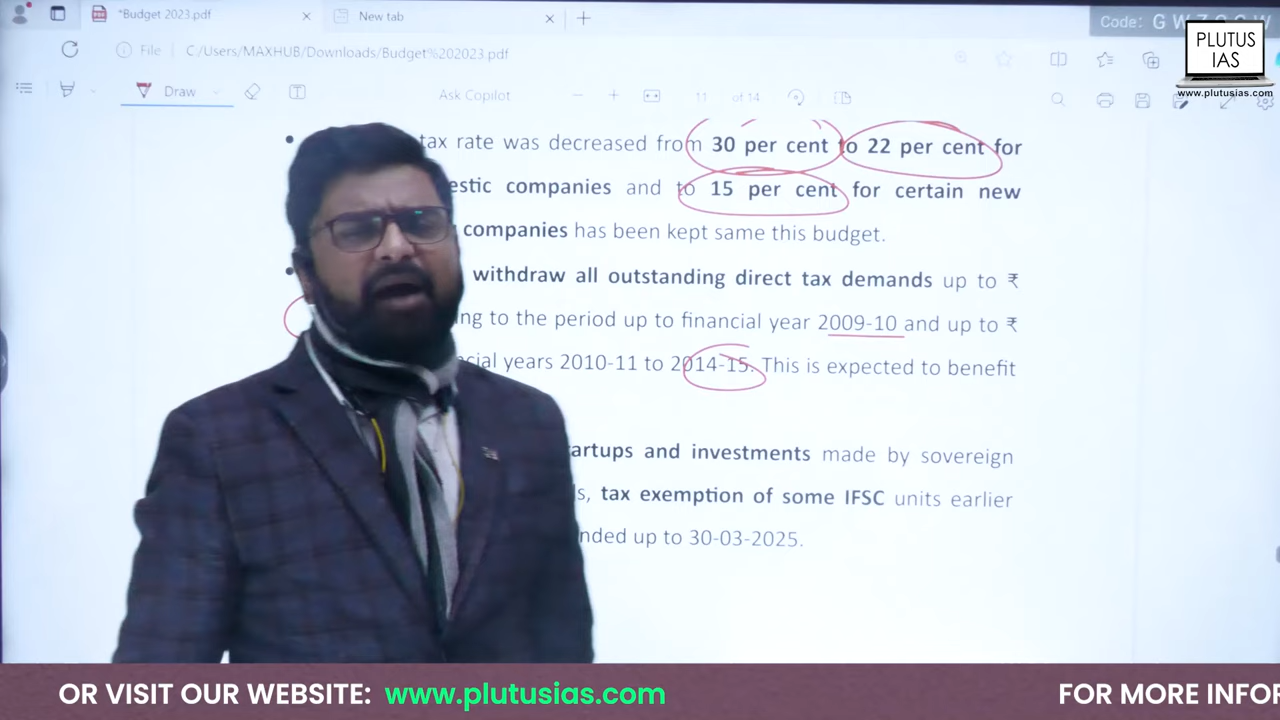 *Budget 2023.pdf
New tab
Code: G W
PLUTUS
IAS
www.plutusias.com
File
C:/Users/MAXHUB/Downloads/Budget%202023.pdf
Draw
Ask Copilot
11 of 14
tax rate was decreased from 30 per cent to 22 per cent for
estic companies and to 15 per cent for certain new
companies has been kept same this budget.
withdraw all outstanding direct tax demands up to ₹
ng to the period up to financial year 2009-10 and up to ₹
cial years 2010-11 to 2014-15. This is expected to benefit
artups and investments made by sovereign
s, tax exemption of some IFSC units earlier
nded up to 30-03-2025.
OR VISIT OUR WEBSITE: www.plutusias.com
FOR MORE INFOR